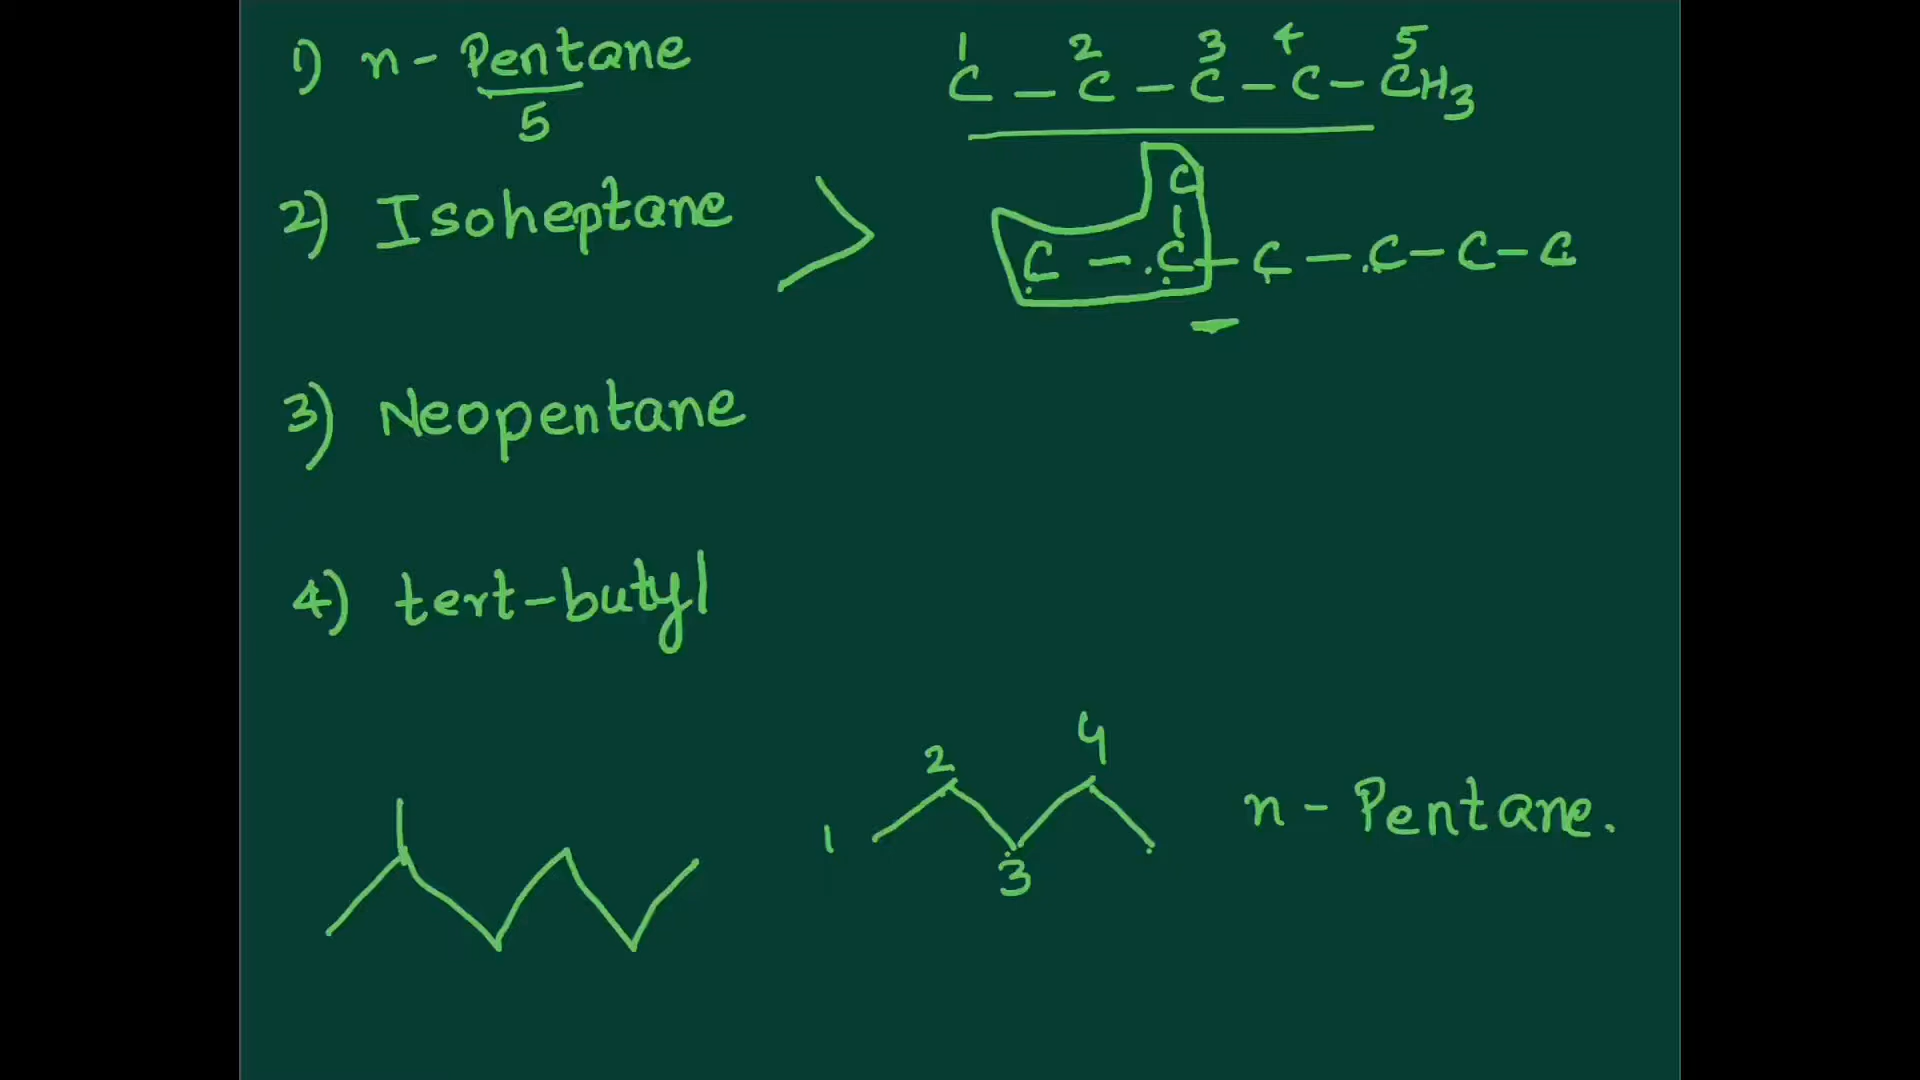 1) n - Pentane
5
1 2 3 4 5
C - C - C - C - CH3
2) Isoheptane
C
C - C - C - C - C - C
3) Neopentane
4) tert-butyl
1 2 3 4
n - Pentane.